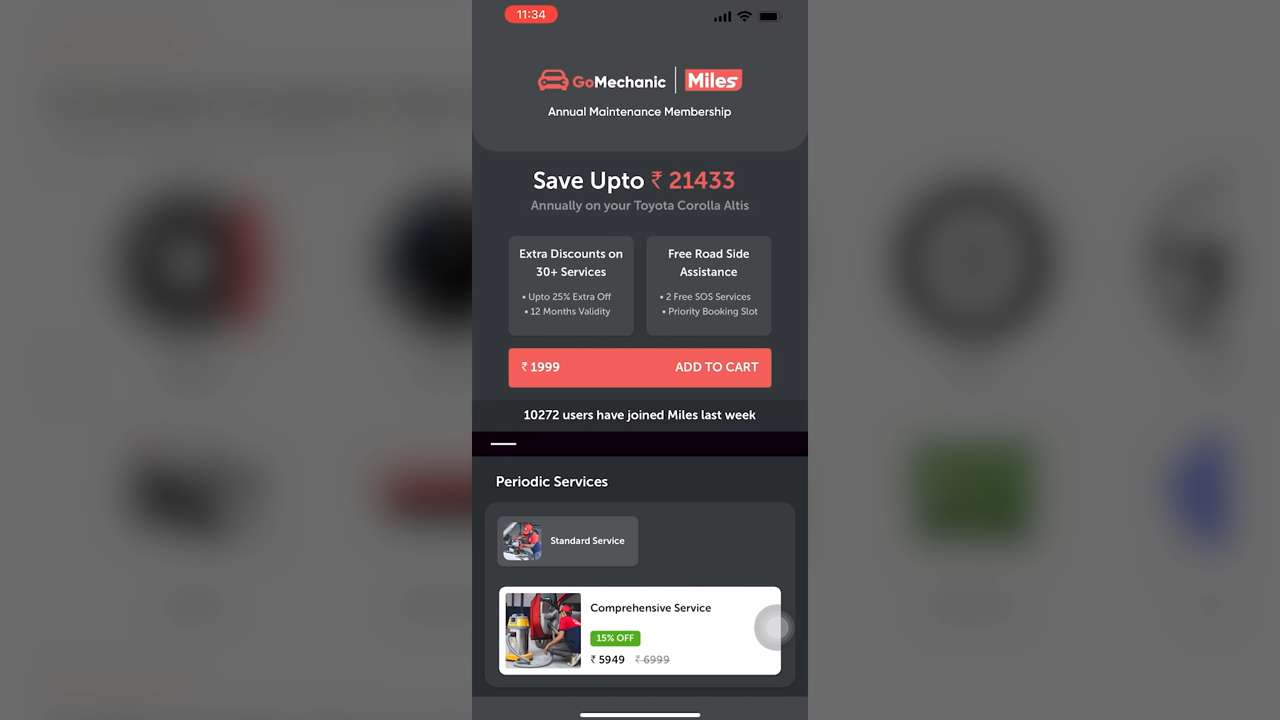 11:34
GoMechanic | Miles
Annual Maintenance Membership
Save Upto ₹ 21433
Annually on your Toyota Corolla Altis
Extra Discounts on
30+ Services
• Upto 25% Extra Off
• 12 Months Validity
Free Road Side
Assistance
• 2 Free SOS Services
• Priority Booking Slot
₹ 1999 ADD TO CART
10272 users have joined Miles last week
Periodic Services
Standard Service
Comprehensive Service
15% OFF
₹ 5949 ₹ 6999